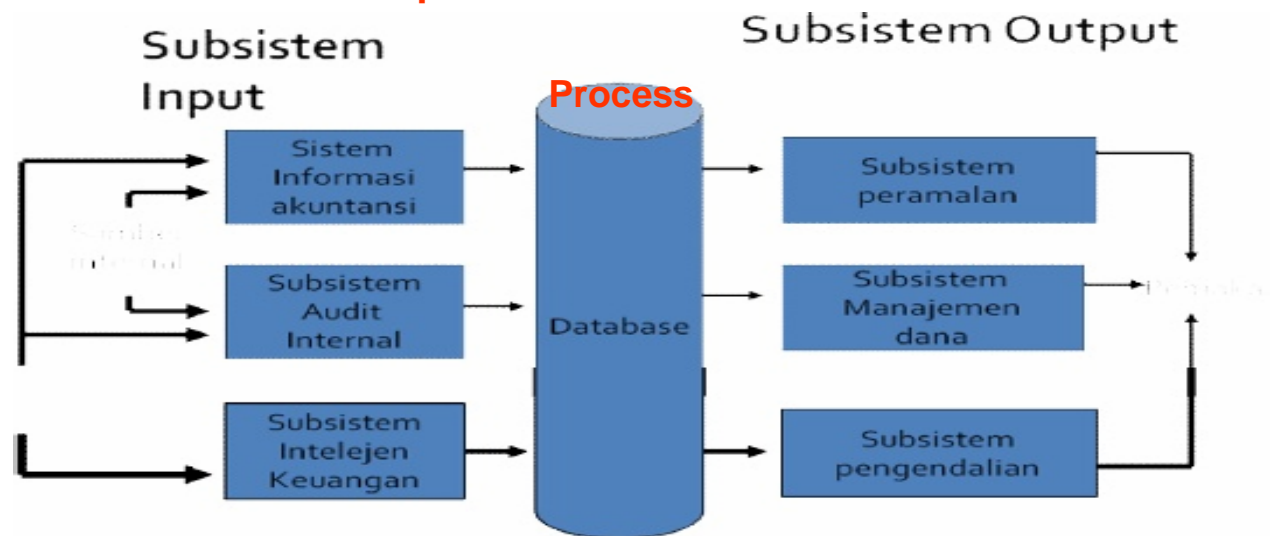 Subsistem
Input
Subsistem Output
Process
Sistem
Informasi
akuntansi
Subsistem
Audit
Internal
Subsistem
Intelejen
Keuangan
Database
Subsistem
peramalan
Subsistem
Manajemen
dana
Subsistem
pengendalian